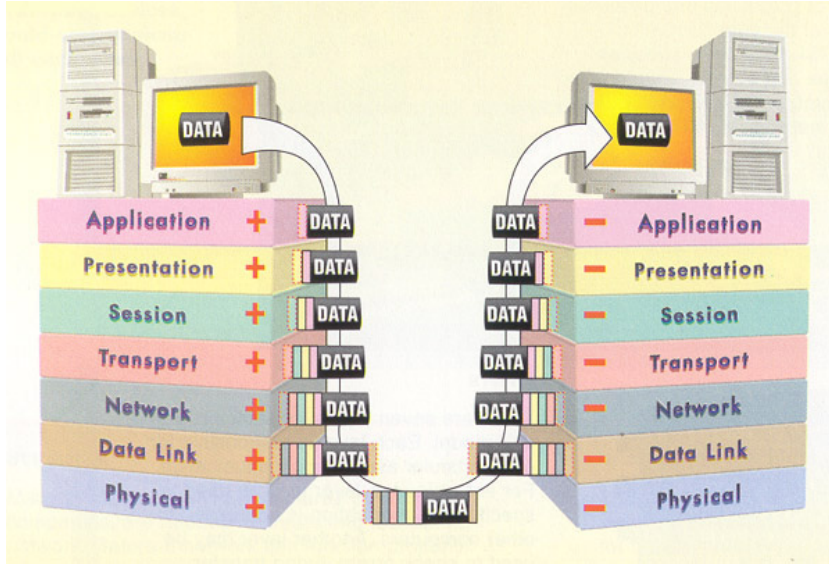 DATA DATA
Application + DATA DATA − Application
Presentation + DATA DATA − Presentation
Session + DATA DATA − Session
Transport + DATA DATA − Transport
Network + DATA DATA − Network
Data Link + DATA DATA − Data Link
Physical + DATA − Physical